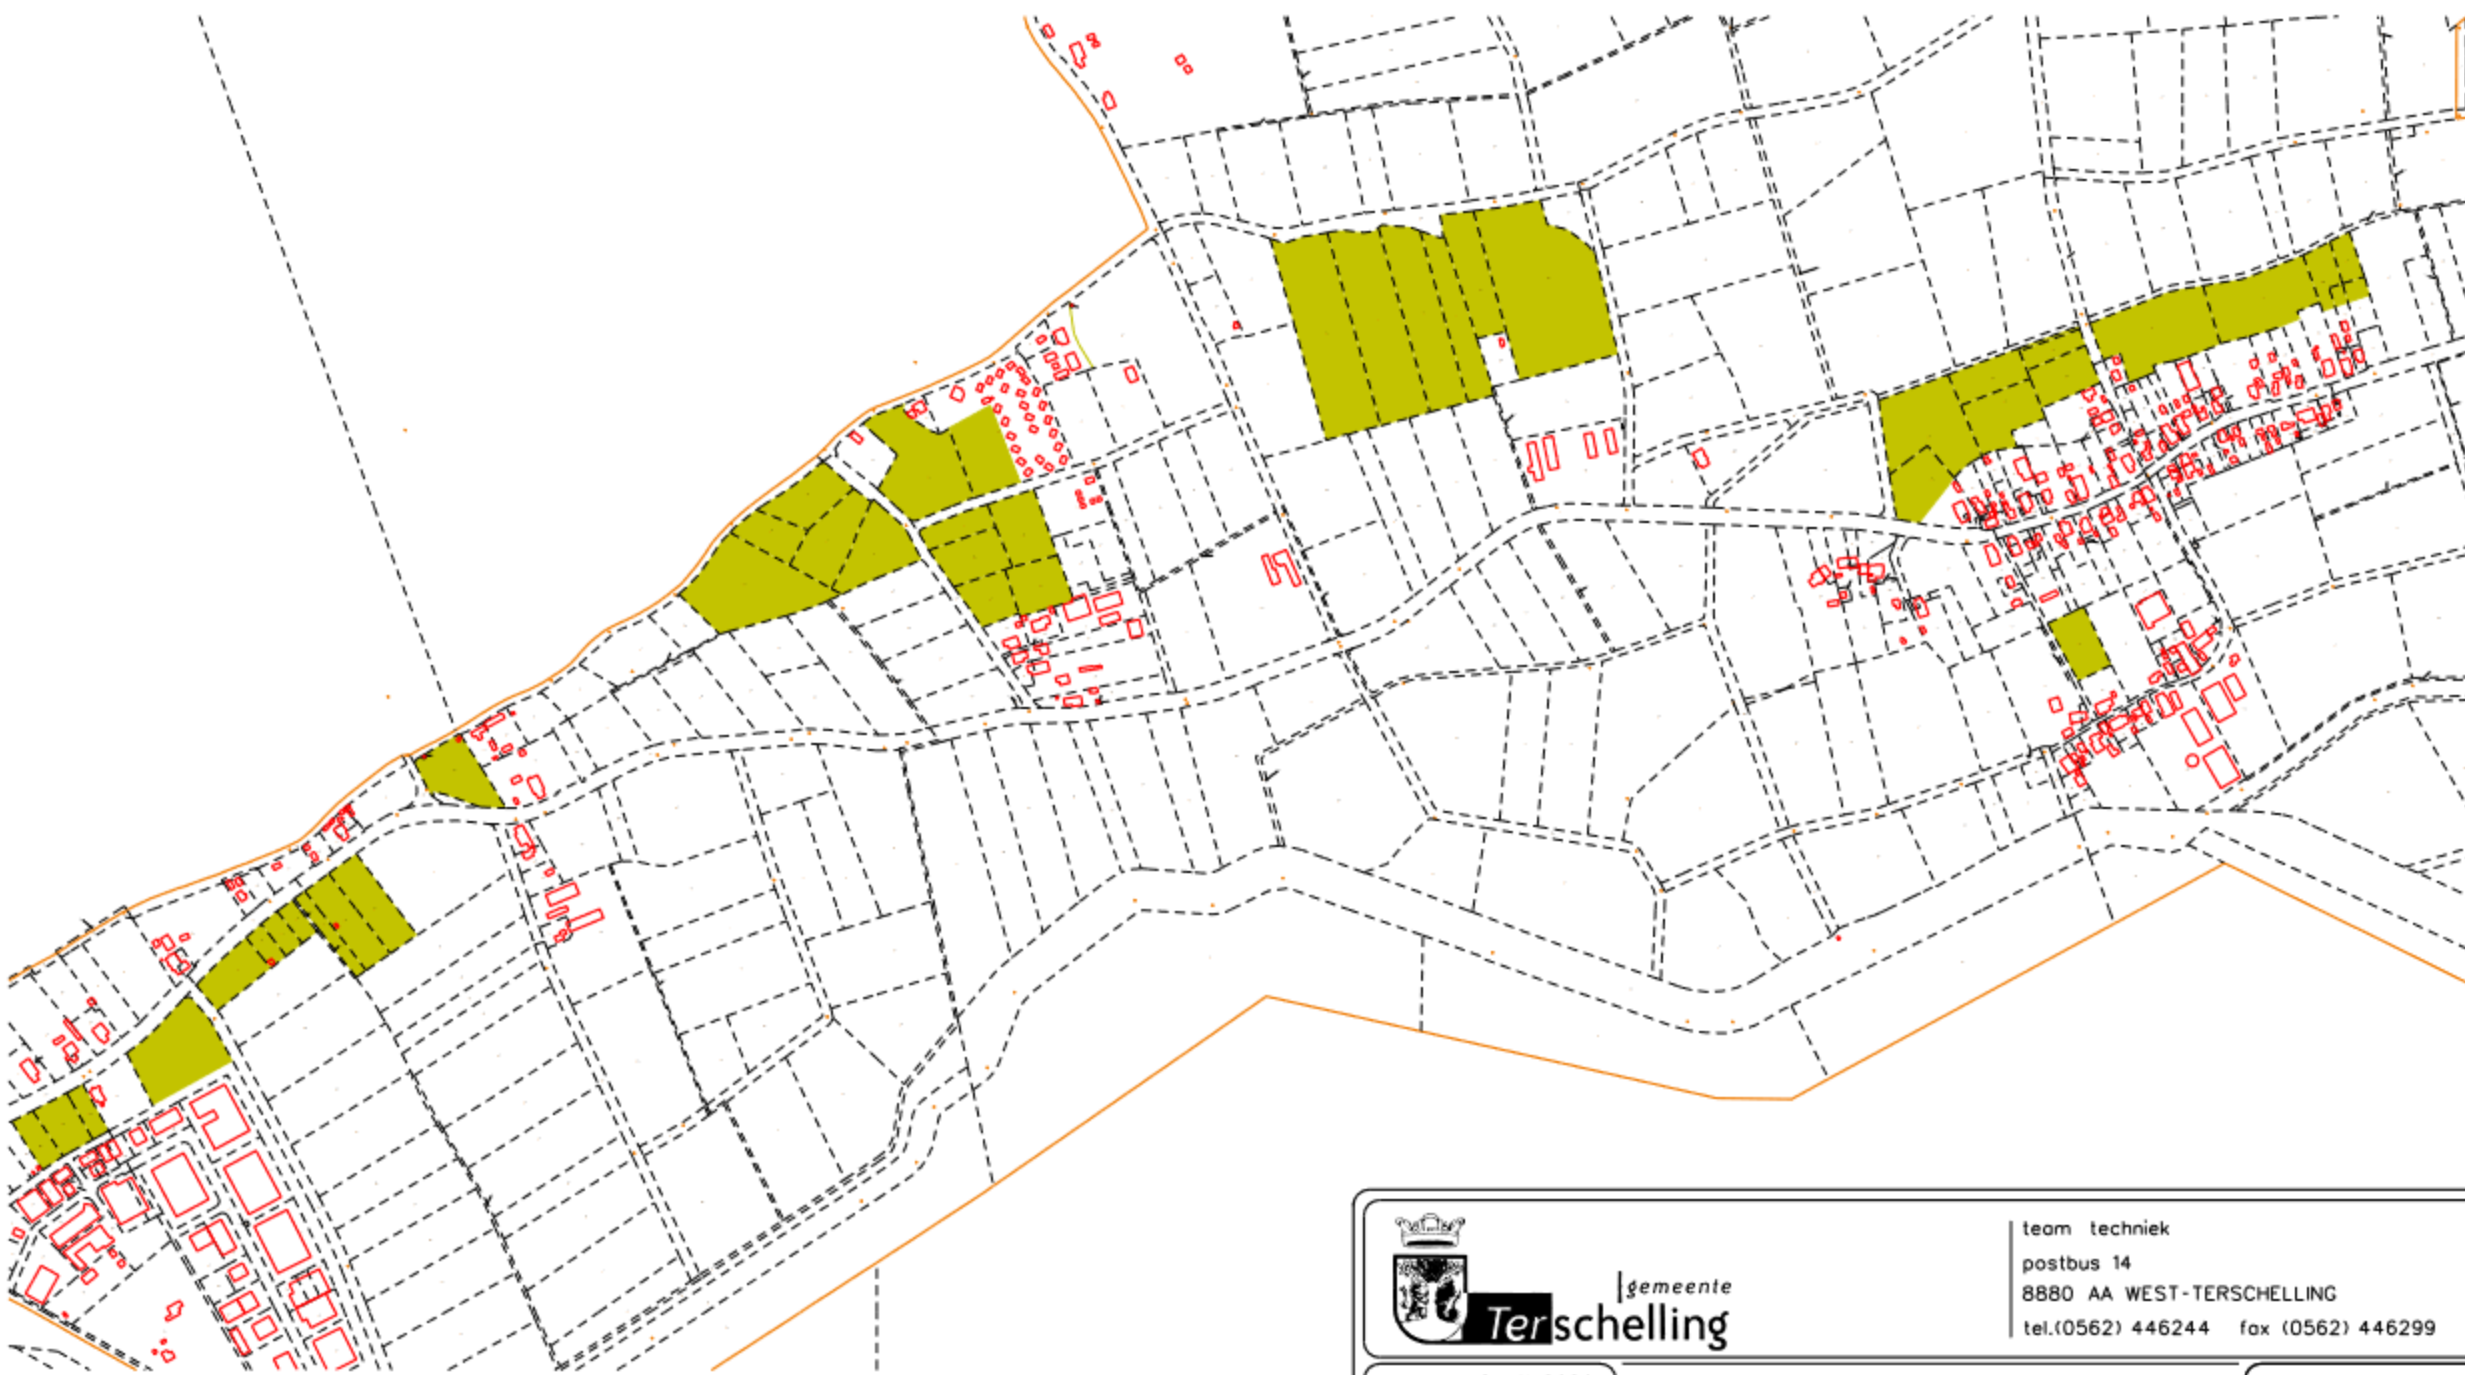 gemeente
Terschelling
team techniek
postbus 14
8880 AA WEST-TERSCHELLING
tel.(0562) 446244 fax (0562) 446299